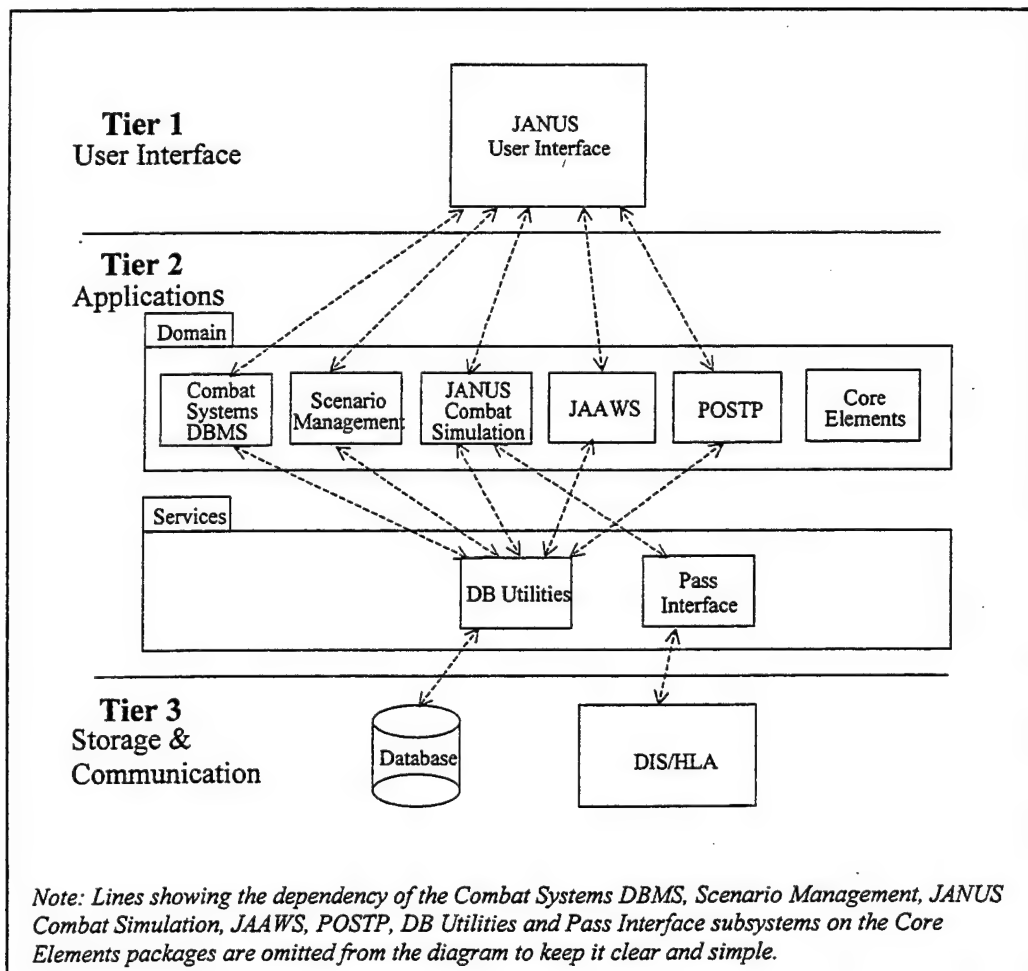 Tier 1
User Interface
JANUS
User Interface
Tier 2
Applications
Domain
Combat
Systems
DBMS
Scenario
Management
JANUS
Combat
Simulation
JAAWS
POSTP
Core
Elements
Services
DB Utilities
Pass
Interface
Tier 3
Storage &
Communication
Database
DIS/HLA
Note: Lines showing the dependency of the Combat Systems DBMS, Scenario Management, JANUS
Combat Simulation, JAAWS, POSTP, DB Utilities and Pass Interface subsystems on the Core
Elements packages are omitted from the diagram to keep it clear and simple.